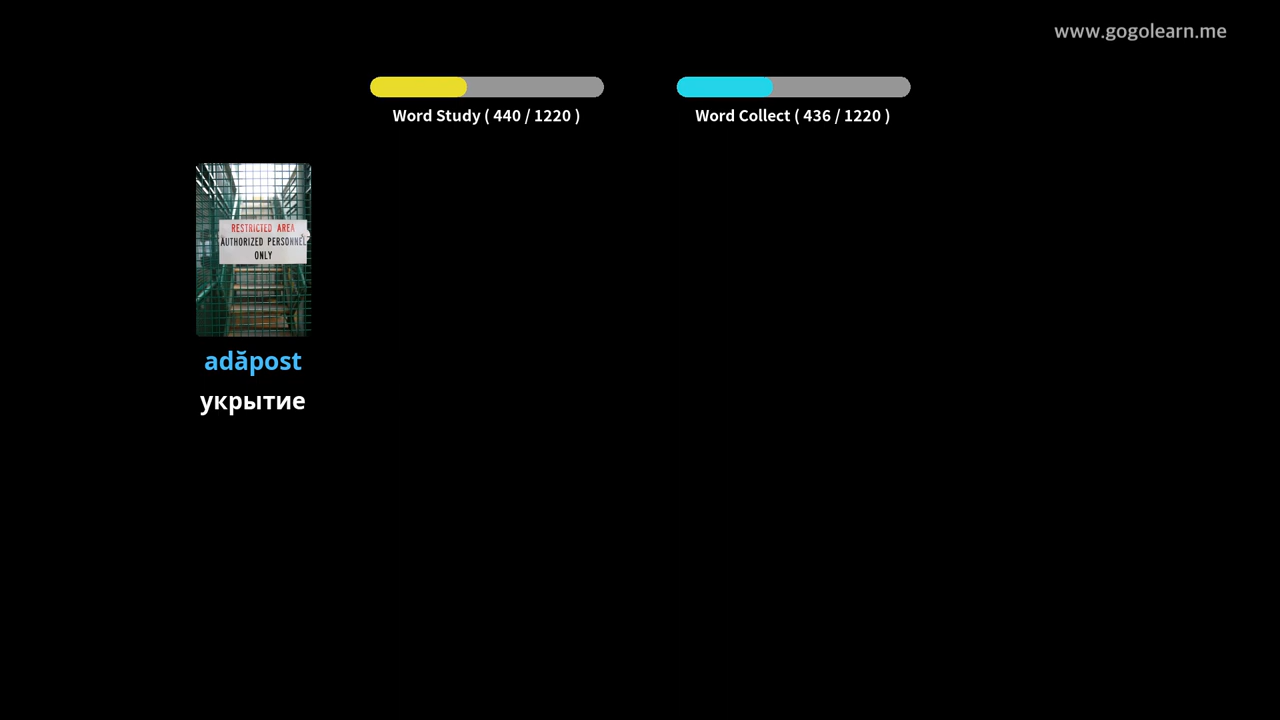 www.gogolearn.me
Word Study ( 440 / 1220 )
Word Collect ( 436 / 1220 )
RESTRICTED AREA
AUTHORIZED PERSONNEL
ONLY
adăpost
укрытие